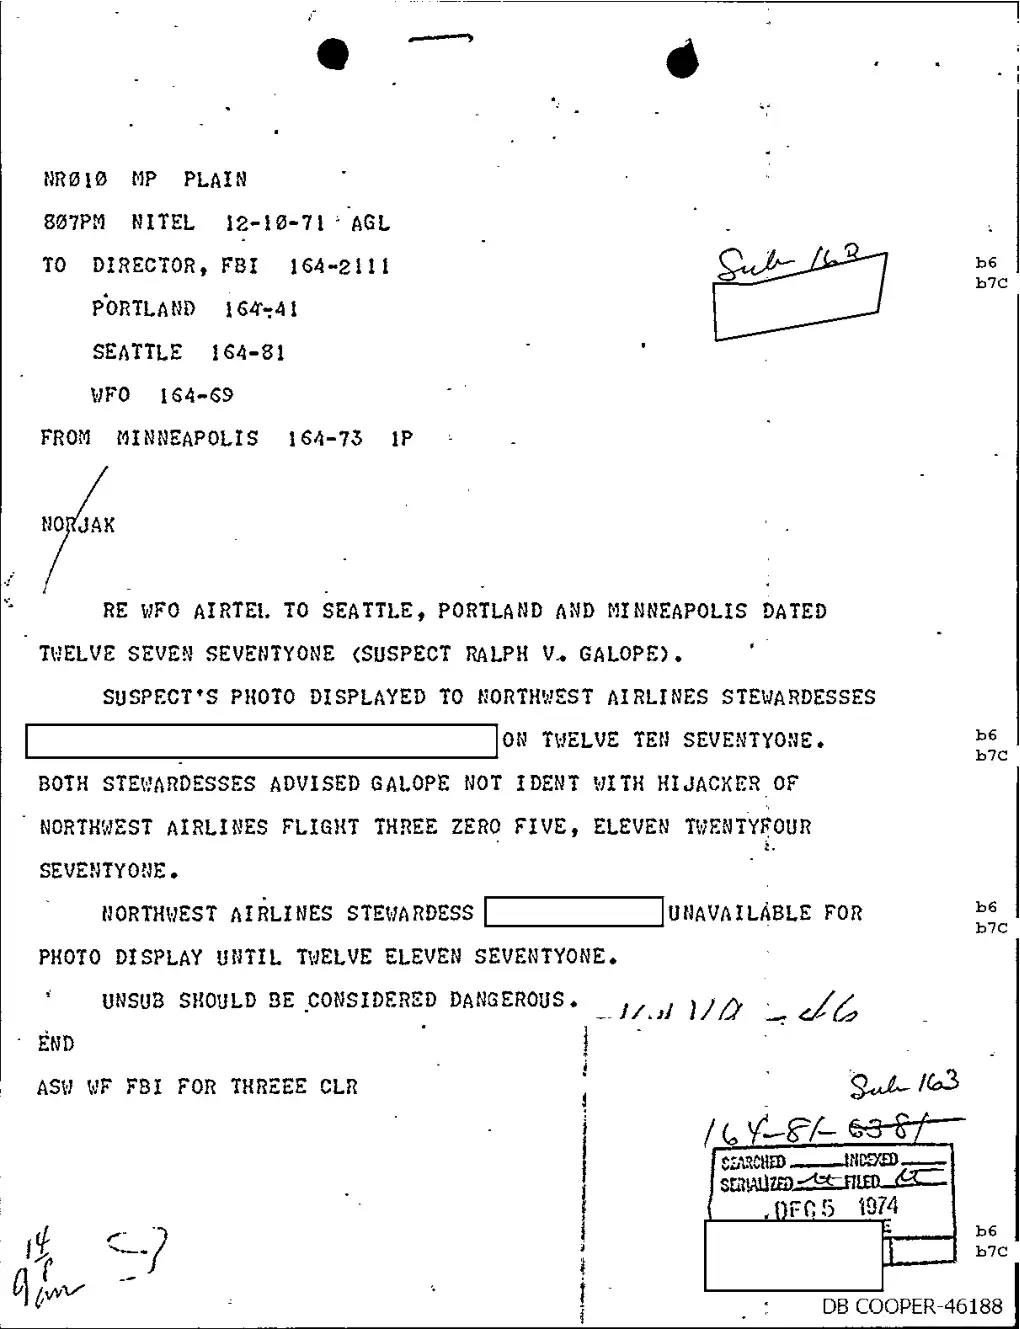 NR010 MP PLAIN
807PM NITEL 12-10-71 AGL
TO DIRECTOR, FBI 164-2111
Sub 163
b6
b7C
PORTLAND 164-41
SEATTLE 164-81
WFO 164-69
FROM MINNEAPOLIS 164-73 1P
NORJAK
RE WFO AIRTEL TO SEATTLE, PORTLAND AND MINNEAPOLIS DATED
TWELVE SEVEN SEVENTYONE (SUSPECT RALPH V. GALOPE).
SUSPECT'S PHOTO DISPLAYED TO NORTHWEST AIRLINES STEWARDESSES
ON TWELVE TEN SEVENTYONE.
b6
b7C
BOTH STEWARDESSES ADVISED GALOPE NOT IDENT WITH HIJACKER OF
NORTHWEST AIRLINES FLIGHT THREE ZERO FIVE, ELEVEN TWENTYFOUR
SEVENTYONE.
NORTHWEST AIRLINES STEWARDESS UNAVAILABLE FOR
b6
b7C
PHOTO DISPLAY UNTIL TWELVE ELEVEN SEVENTYONE.
UNSUB SHOULD BE CONSIDERED DANGEROUS.
END
ASW WF FBI FOR THREEE CLR
Sub 163
164-81-6381
SEARCHED INDEXED
SERIALIZED FILED
DEC 5 1974
b6
b7C
DB COOPER-46188